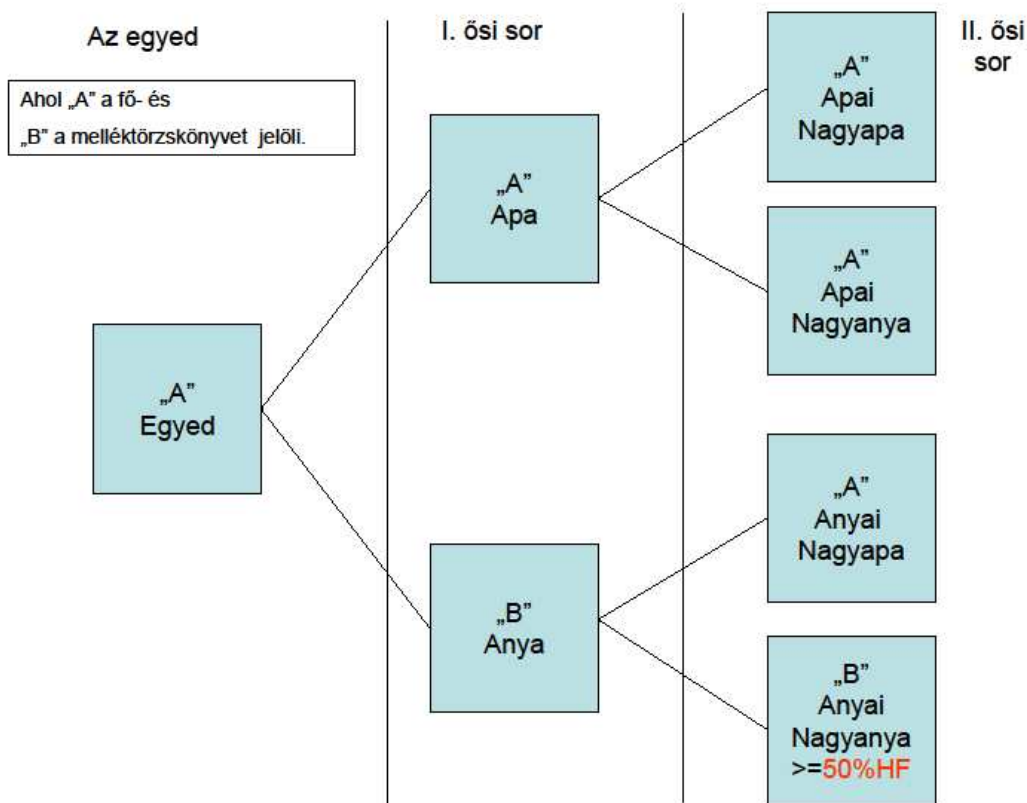 Az egyed
I. ősi sor
II. ősi
sor
Ahol „A” a fő- és
„B” a melléktörzskönyvet jelöli.
„A”
Egyed
„A”
Apa
„B”
Anya
„A”
Apai
Nagyapa
„A”
Apai
Nagyanya
„A”
Anyai
Nagyapa
„B”
Anyai
Nagyanya
>=50%HF